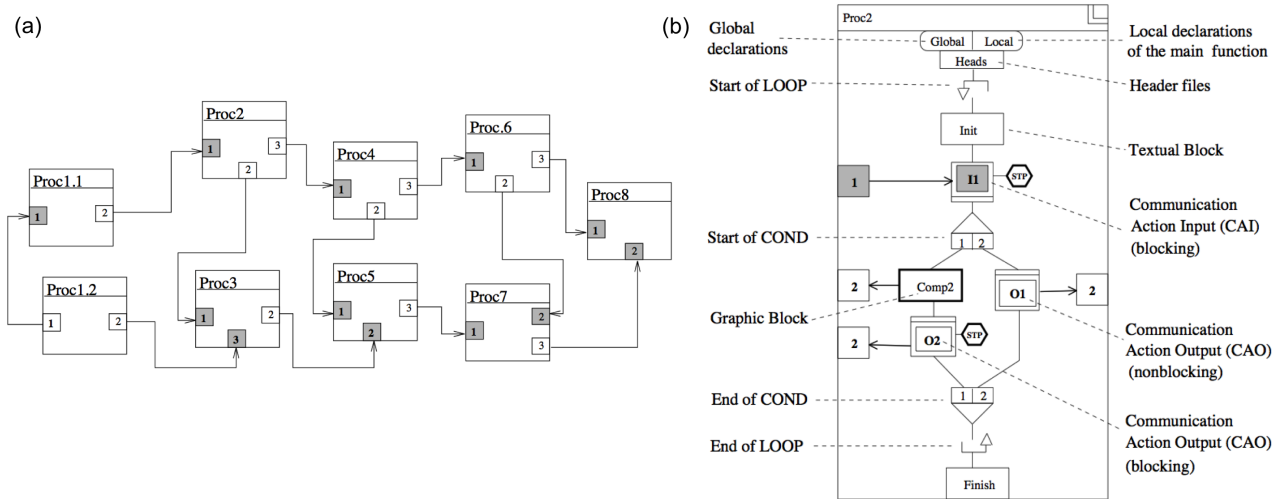 (a)
Proc1.1
1
2
Proc1.2
1
2
Proc2
1
2
3
Proc3
1
2
3
Proc4
1
2
3
Proc5
1
2
3
Proc.6
1
2
3
Proc7
1
2
3
Proc8
1
2
(b)
Proc2
Global
declarations
Global
Local
Local declarations
of the main function
Heads
Header files
Start of LOOP
Init
Textual Block
1
I1
STP
Communication
Action Input (CAI)
(blocking)
Start of COND
1 2
2
Comp2
O1
2
Graphic Block
Communication
Action Output (CAO)
(nonblocking)
2
O2
STP
End of COND
1 2
Communication
Action Output (CAO)
(blocking)
End of LOOP
Finish